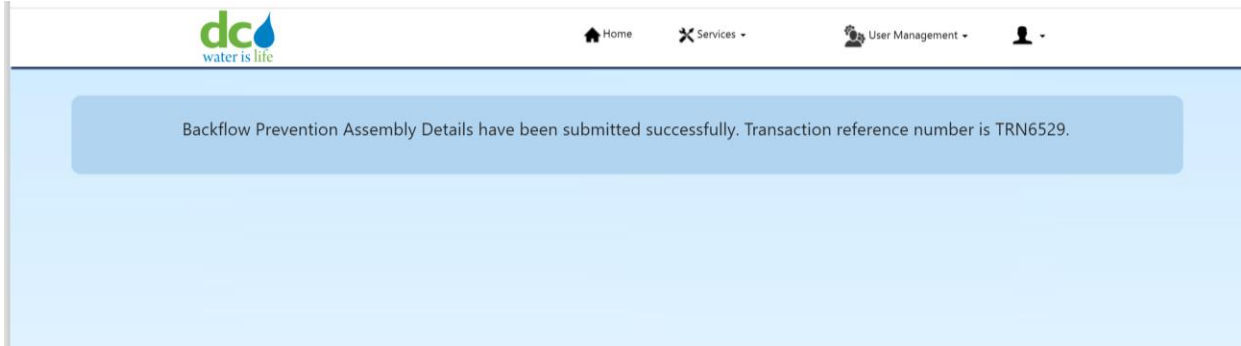 dc
water is life
Home
Services
User Management
Backflow Prevention Assembly Details have been submitted successfully. Transaction reference number is TRN6529.